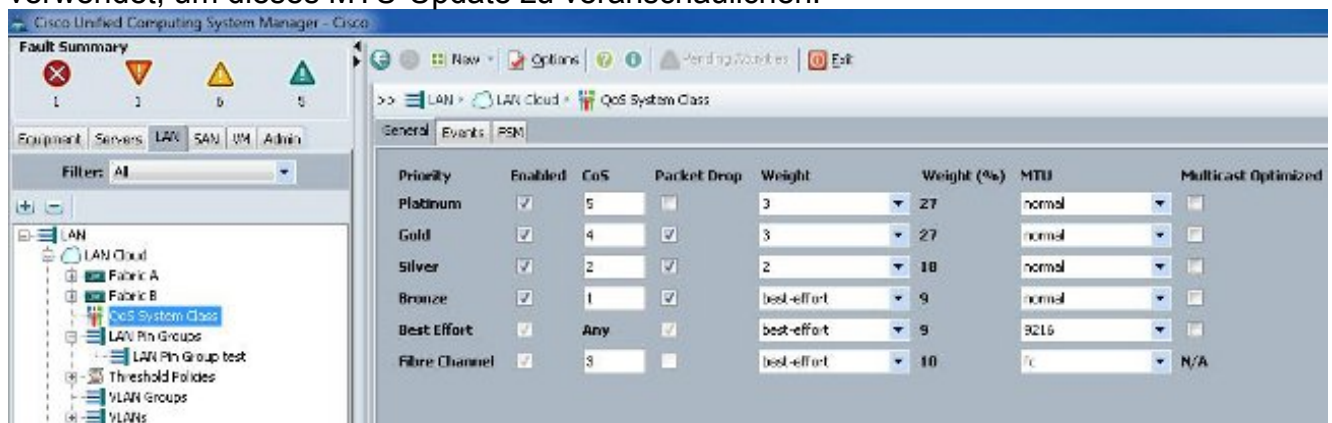 verwendet, um dieses MTU-Update zu veranschaulichen.
Cisco Unified Computing System Manager - Cisco
Fault Summary
New Options Pending Activities Exit
>> LAN LAN Cloud QoS System Class
Equipment Servers LAN SAN VM Admin
General Events FSM
Filter: All
Priority Enabled CoS Packet Drop Weight Weight (%) MTU Multicast Optimized
Platinum 5 3 27 normal
Gold 4 3 27 normal
Silver 2 2 18 normal
Bronze 1 best-effort 9 normal
Best Effort Any best-effort 9 9216
Fibre Channel 3 best-effort 10 fc N/A
LAN
LAN Cloud
Fabric A
Fabric B
QoS System Class
LAN Pin Groups
LAN Pin Group test
Threshold Policies
VLAN Groups
VLANs